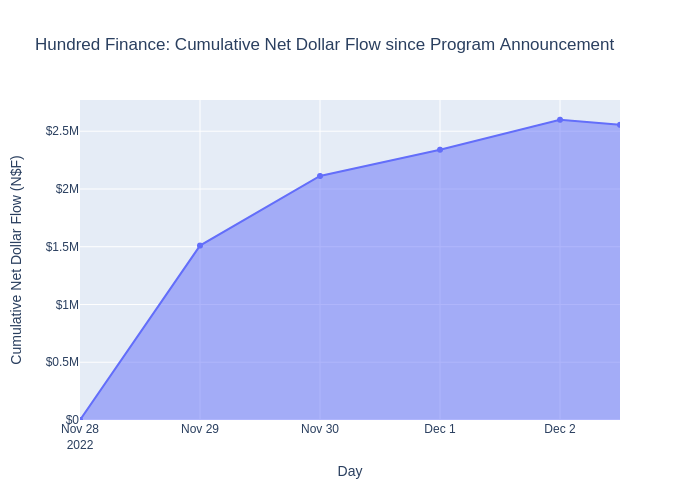 Hundred Finance: Cumulative Net Dollar Flow since Program Announcement
Cumulative Net Dollar Flow (N$F)
$2.5M
$2M
$1.5M
$1M
$0.5M
$0
Nov 28
2022
Nov 29
Nov 30
Dec 1
Dec 2
Day